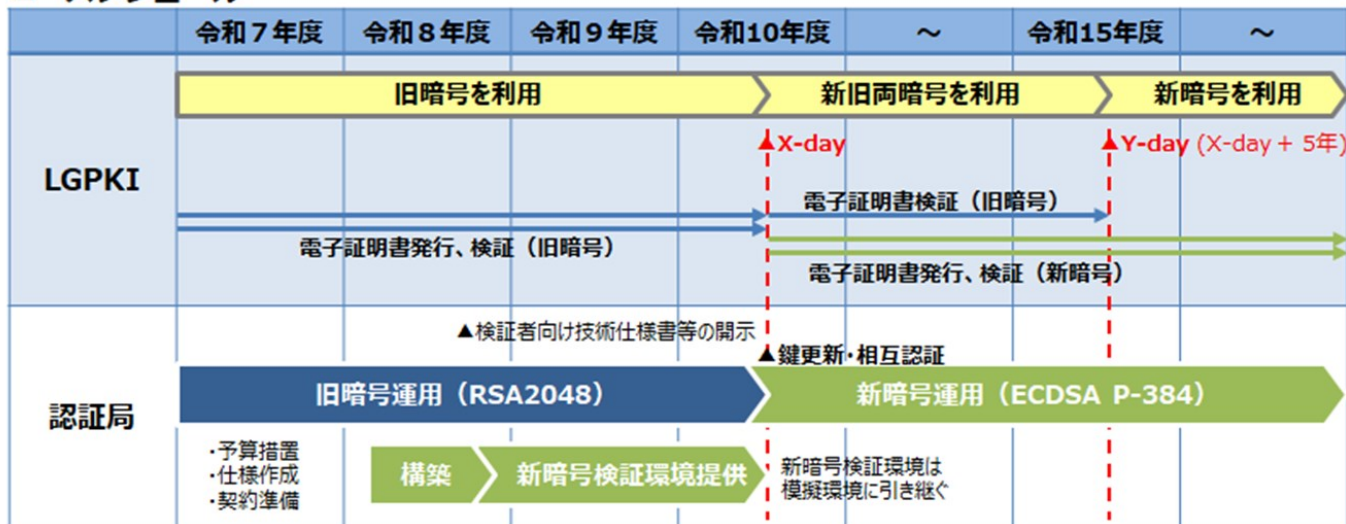 令和7年度 令和8年度 令和9年度 令和10年度 ～ 令和15年度 ～
LGPKI
旧暗号を利用 新旧両暗号を利用 新暗号を利用
▲X-day ▲Y-day (X-day + 5年)
電子証明書検証（旧暗号）
電子証明書発行、検証（旧暗号）
電子証明書発行、検証（新暗号）
認証局
▲検証者向け技術仕様書等の開示
▲鍵更新・相互認証
旧暗号運用（RSA2048） 新暗号運用（ECDSA P-384）
・予算措置
・仕様作成
・契約準備
構築 新暗号検証環境提供
新暗号検証環境は
模擬環境に引き継ぐ